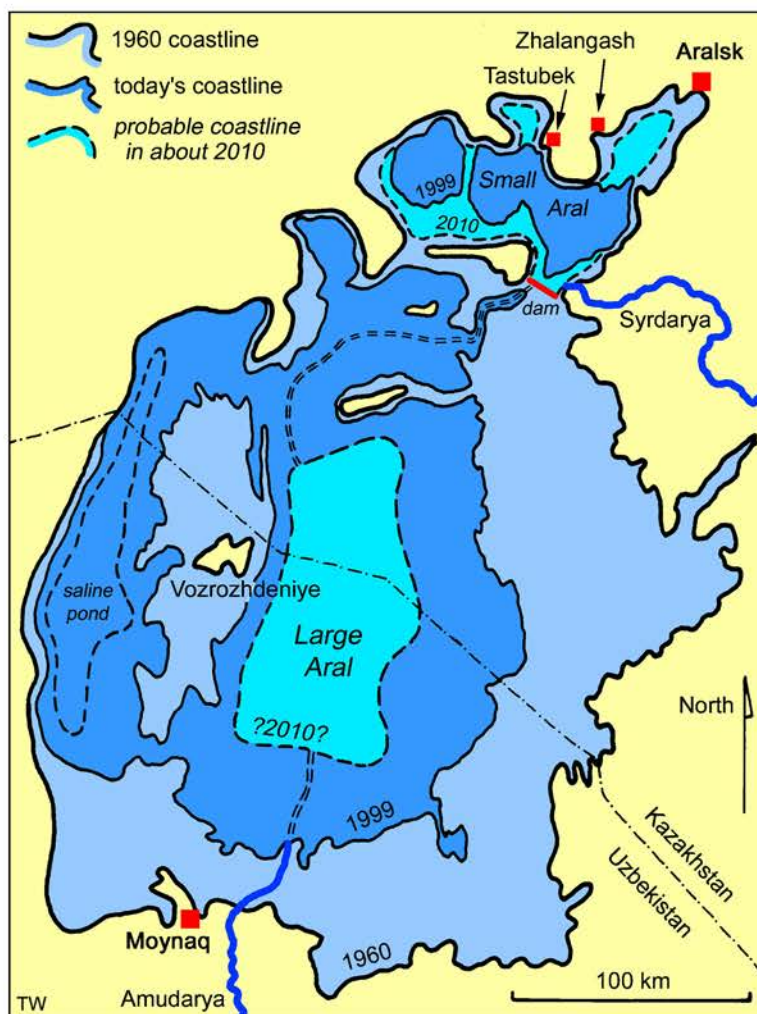 1960 coastline
today's coastline
probable coastline
in about 2010
Zhalangash
Tastubek
Aralsk
1999
Small
Aral
2010
dam
Syrdarya
saline
pond
Vozrozhdeniye
Large
Aral
?2010?
North
1999
Kazakhstan
Uzbekistan
Moynaq
1960
100 km
Amudarya
TW